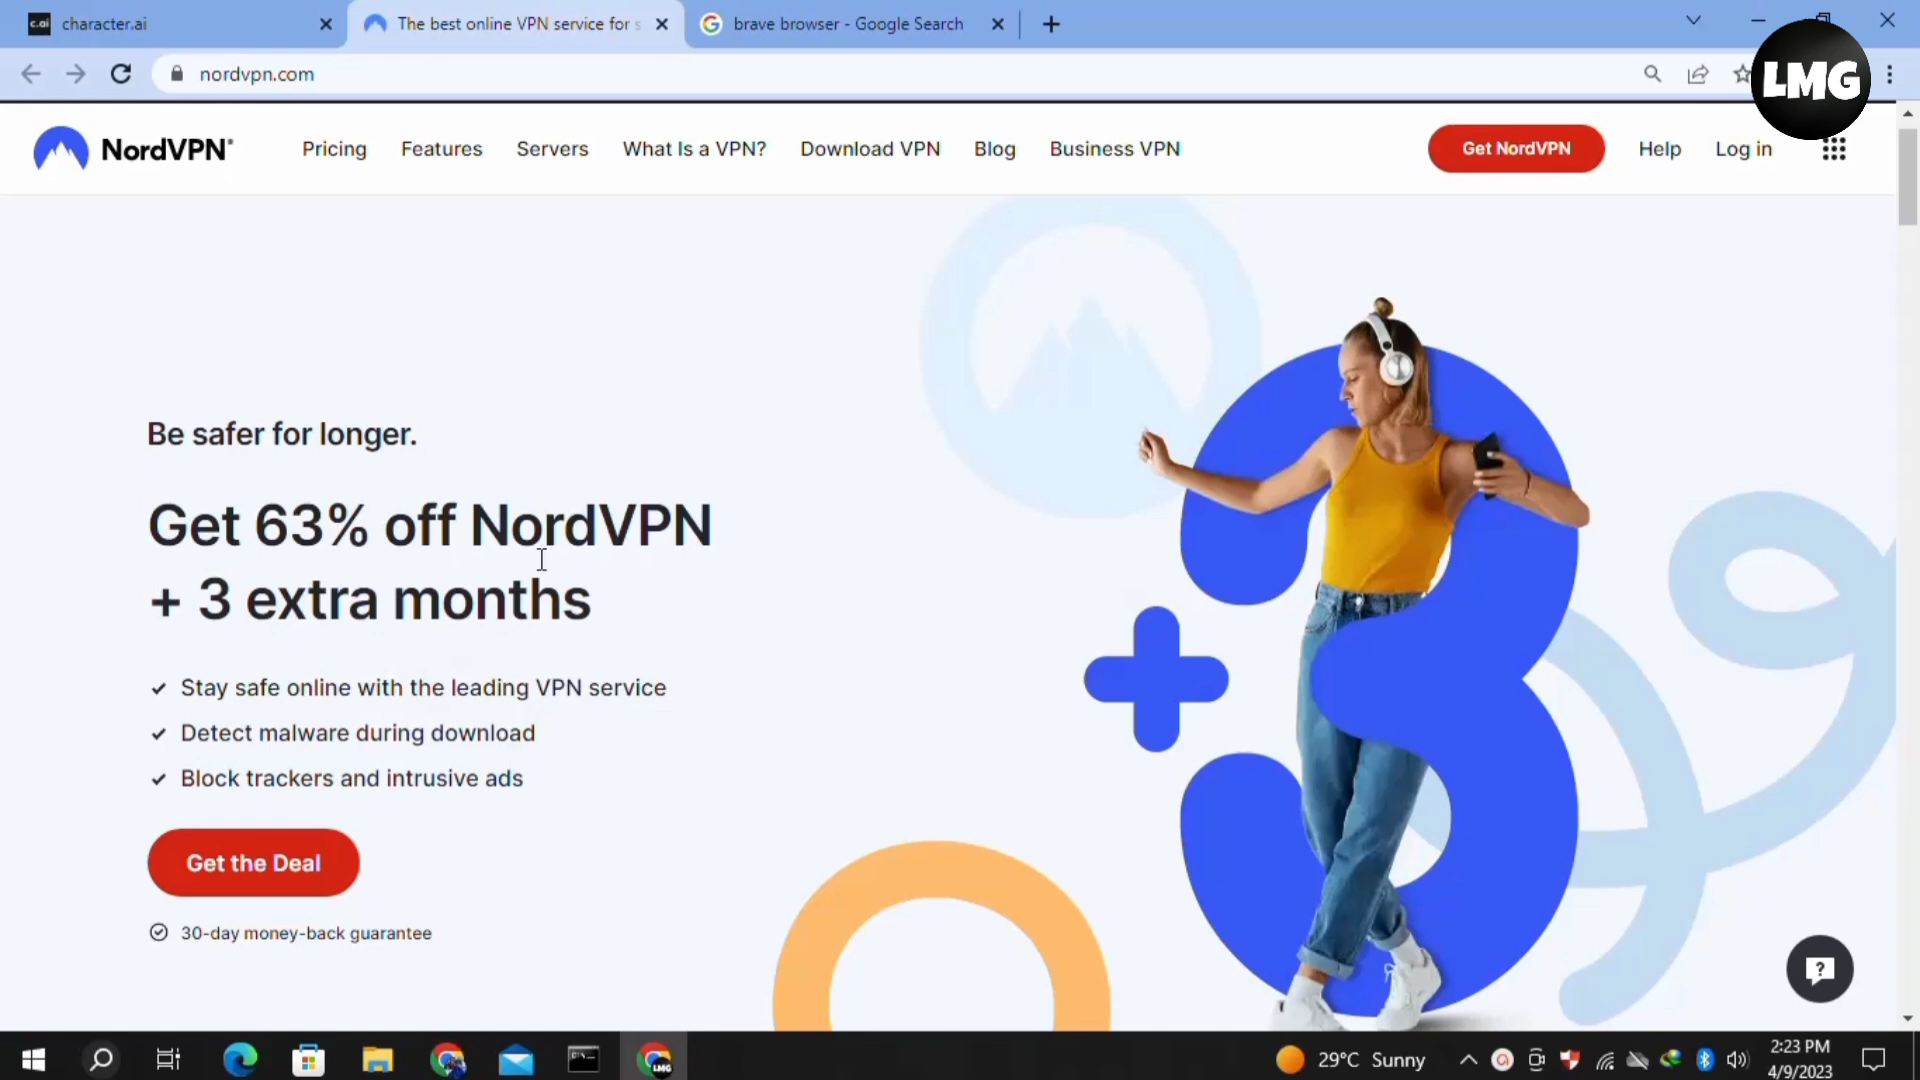 c.ai character.ai
The best online VPN service for s
brave browser - Google Search
nordvpn.com
LMG
NordVPN®
Pricing
Features
Servers
What Is a VPN?
Download VPN
Blog
Business VPN
Get NordVPN
Help
Log in
Be safer for longer.
Get 63% off NordVPN
+ 3 extra months
Stay safe online with the leading VPN service
Detect malware during download
Block trackers and intrusive ads
Get the Deal
30-day money-back guarantee
3
LMG
29°C Sunny
2:23 PM
4/9/2023